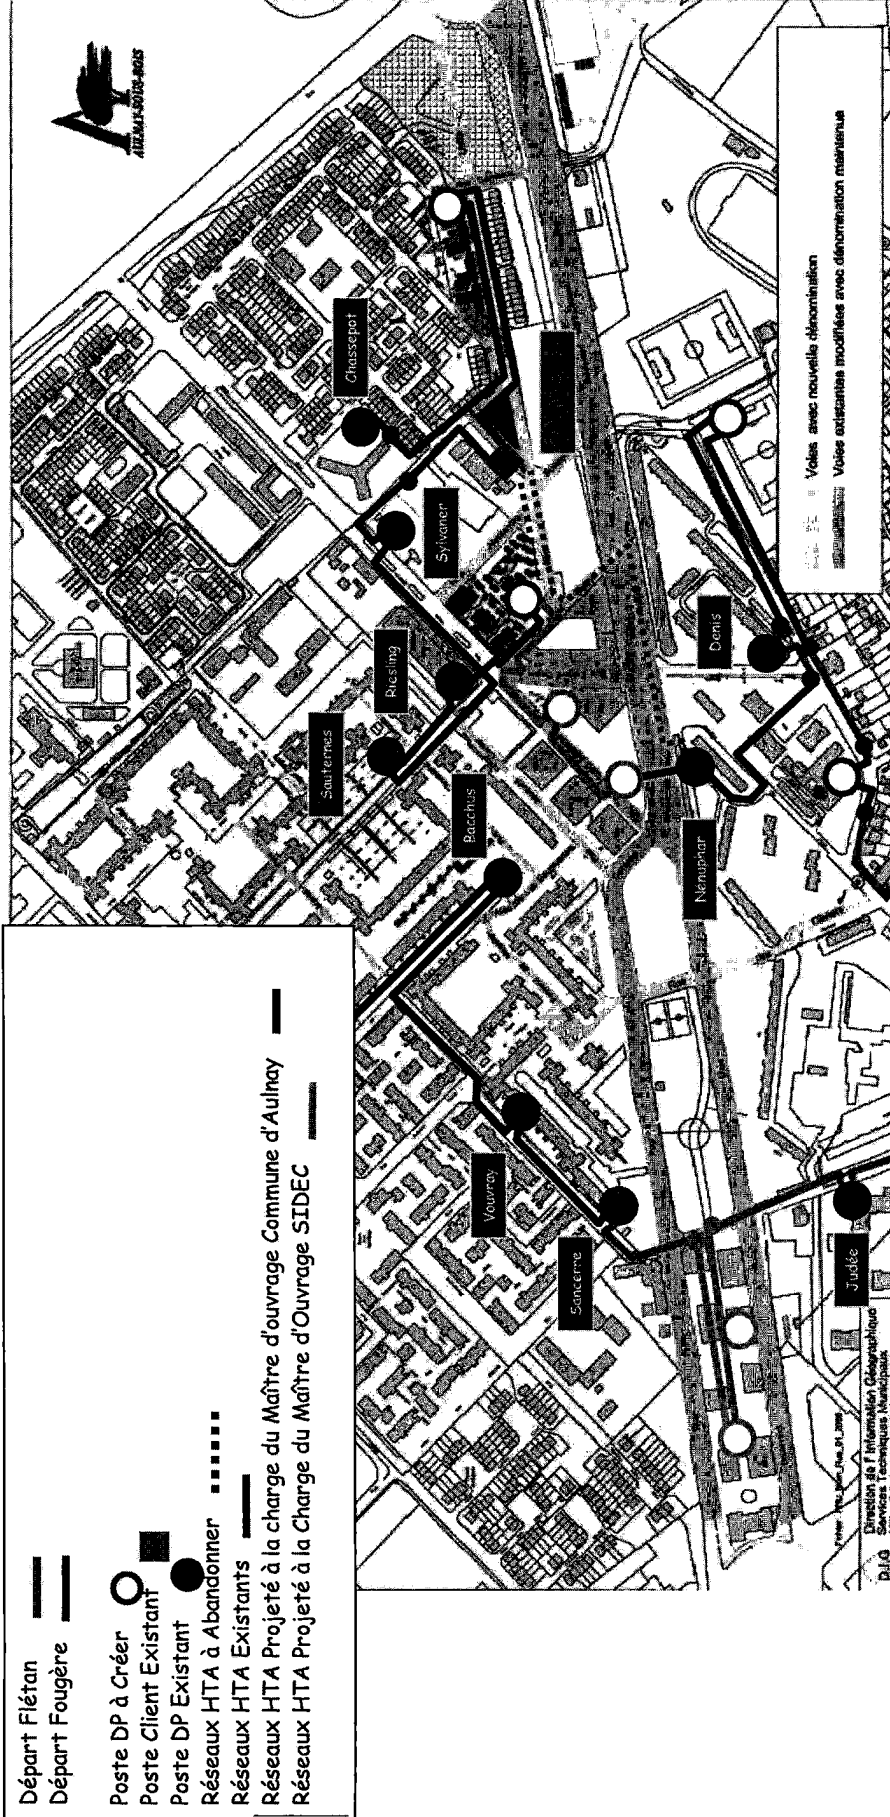 Départ Flétan
Départ Fougère
Poste DP à Créer
Poste Client Existant
Poste DP Existant
Réseaux HTA à Abandonner
Réseaux HTA Existants
Réseaux HTA Projeté à la charge du Maître d'ouvrage Commune d'Aulnay
Réseaux HTA Projeté à la Charge du Maître d'Ouvrage SIDEC
AULNAY-SOUS-BOIS
Chassepot
Sylvaner
Riesling
Sauternes
Bacchus
Vouvray
Sancerre
Denis
Nénuphar
Judée
Voies avec nouvelle dénomination
Voies existantes modifiées avec dénomination maintenue
D.I.G
Direction de l'Information Géographique
Services Techniques Municipaux